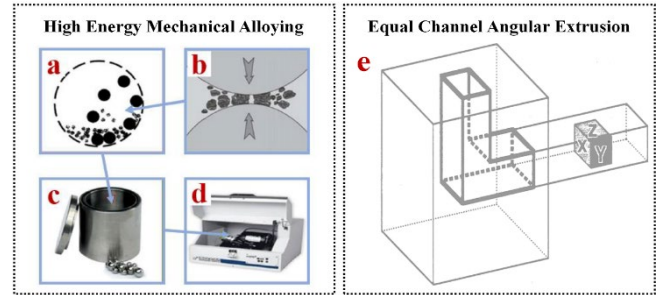 High Energy Mechanical Alloying
a
b
c
d
Equal Channel Angular Extrusion
e
Z
X
Y